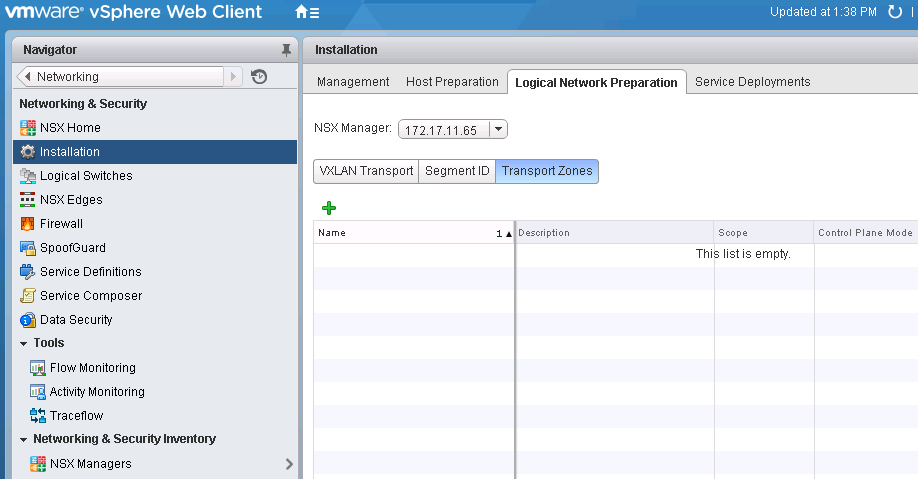 vmware® vSphere Web Client
Updated at 1:38 PM
Navigator
Networking
Networking & Security
NSX Home
Installation
Logical Switches
NSX Edges
Firewall
SpoofGuard
Service Definitions
Service Composer
Data Security
Tools
Flow Monitoring
Activity Monitoring
Traceflow
Networking & Security Inventory
NSX Managers
Installation
Management Host Preparation Logical Network Preparation Service Deployments
NSX Manager: 172.17.11.65
VXLAN Transport Segment ID Transport Zones
Name 1 ▲ Description Scope Control Plane Mode
This list is empty.